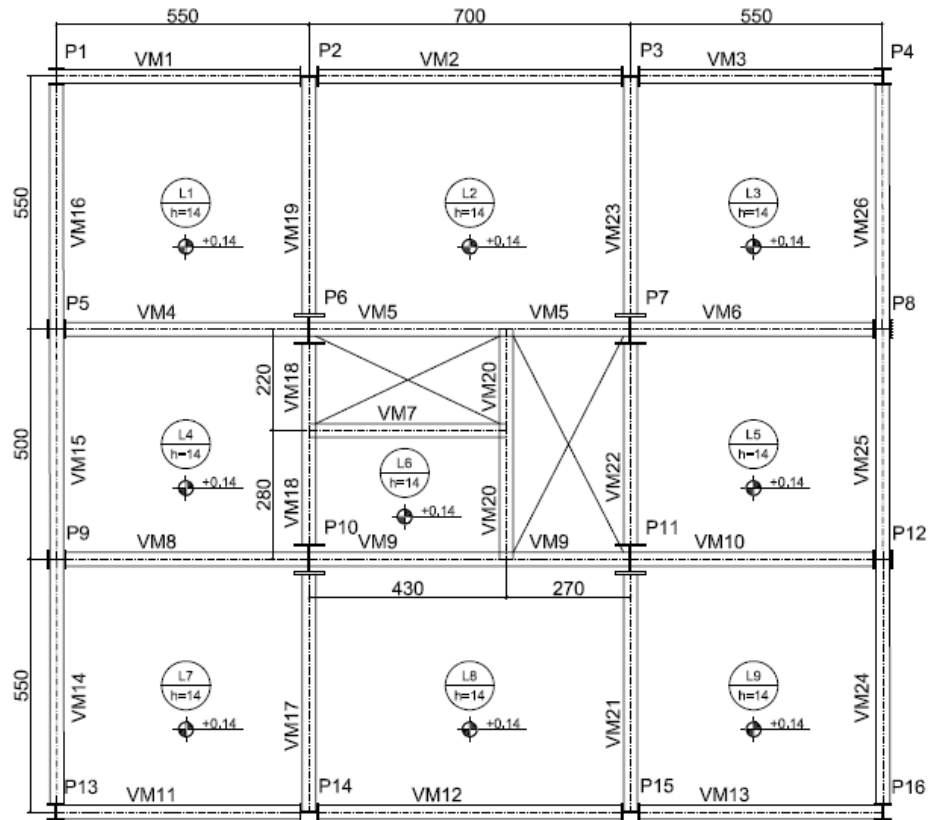 550 700 550
P1 P2 P3 P4
VM1 VM2 VM3
550
VM16
L1
h=14
+0,14
VM19
L2
h=14
+0,14
VM23
L3
h=14
+0,14
VM26
P5 P6 P7 P8
VM4 VM5 VM5 VM6
500
VM15
L4
h=14
+0,14
220
280
VM18
VM18
VM7
L6
h=14
+0,14
VM20
VM20
VM22
L5
h=14
+0,14
VM25
P9 P10 P11 P12
VM8 VM9 VM9 VM10
430 270
550
VM14
L7
h=14
+0,14
VM17
L8
h=14
+0,14
VM21
L9
h=14
+0,14
VM24
P13 P14 P15 P16
VM11 VM12 VM13